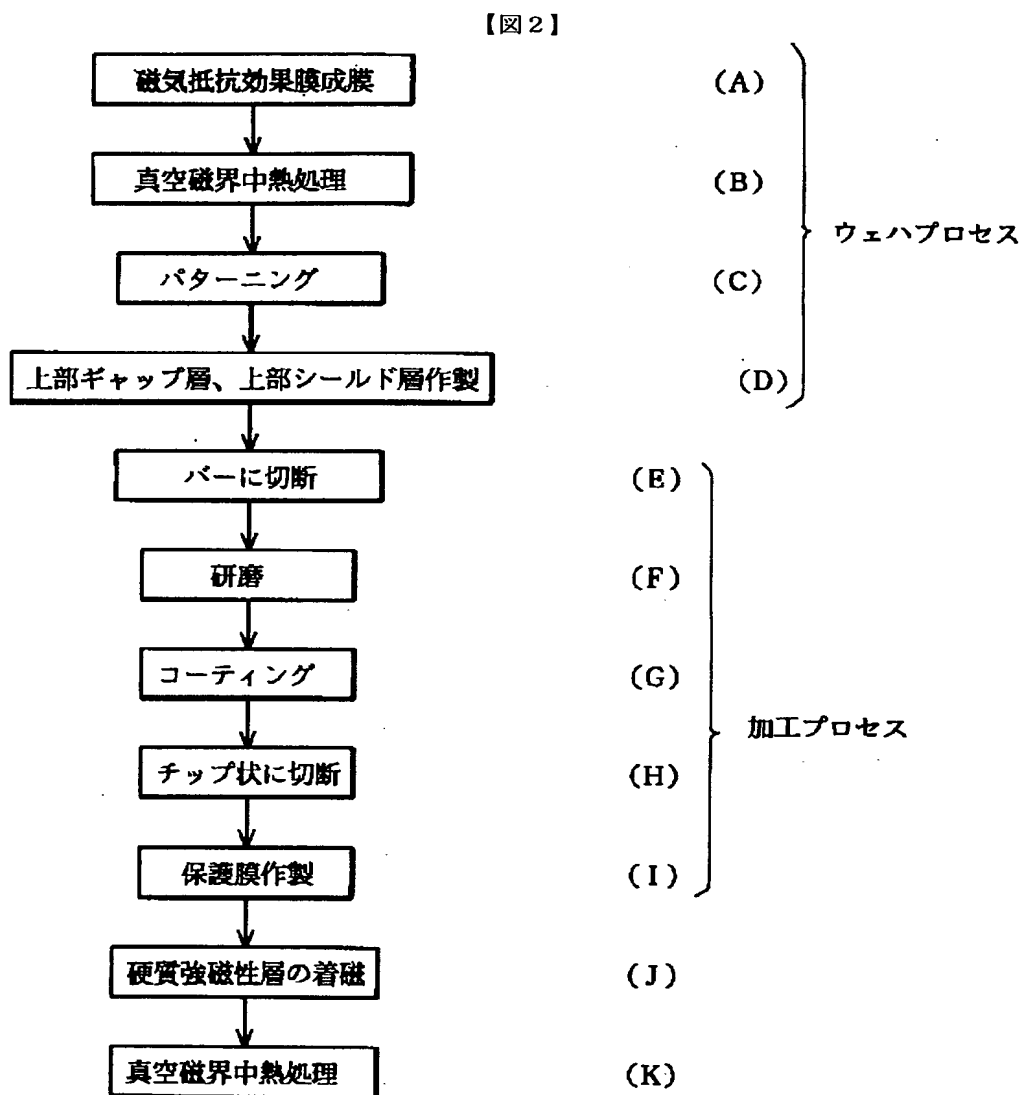 【図2】
磁気抵抗効果膜成膜 (A)
真空磁界中熱処理 (B)
ウェハプロセス
パターニング (C)
上部ギャップ層、上部シールド層作製 (D)
バーに切断 (E)
研磨 (F)
コーティング (G)
加工プロセス
チップ状に切断 (H)
保護膜作製 (I)
硬質強磁性層の着磁 (J)
真空磁界中熱処理 (K)